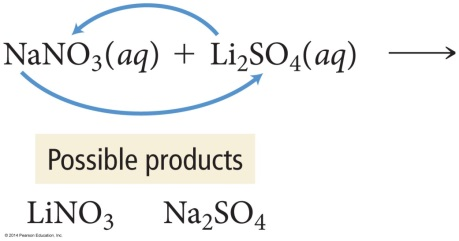 NaNO₃(aq) + Li₂SO₄(aq) ⟶
Possible products
LiNO₃ Na₂SO₄
© 2014 Pearson Education, Inc.